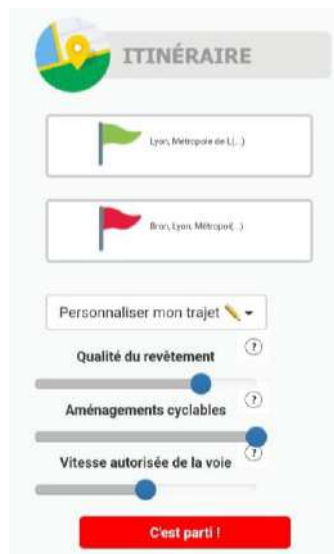 ITINÉRAIRE
Lyon, Métropole de L(...)
Bron, Lyon, Métropol(...)
Personnaliser mon trajet
Qualité du revêtement ?
Aménagements cyclables ?
Vitesse autorisée de la voie ?
C'est parti !